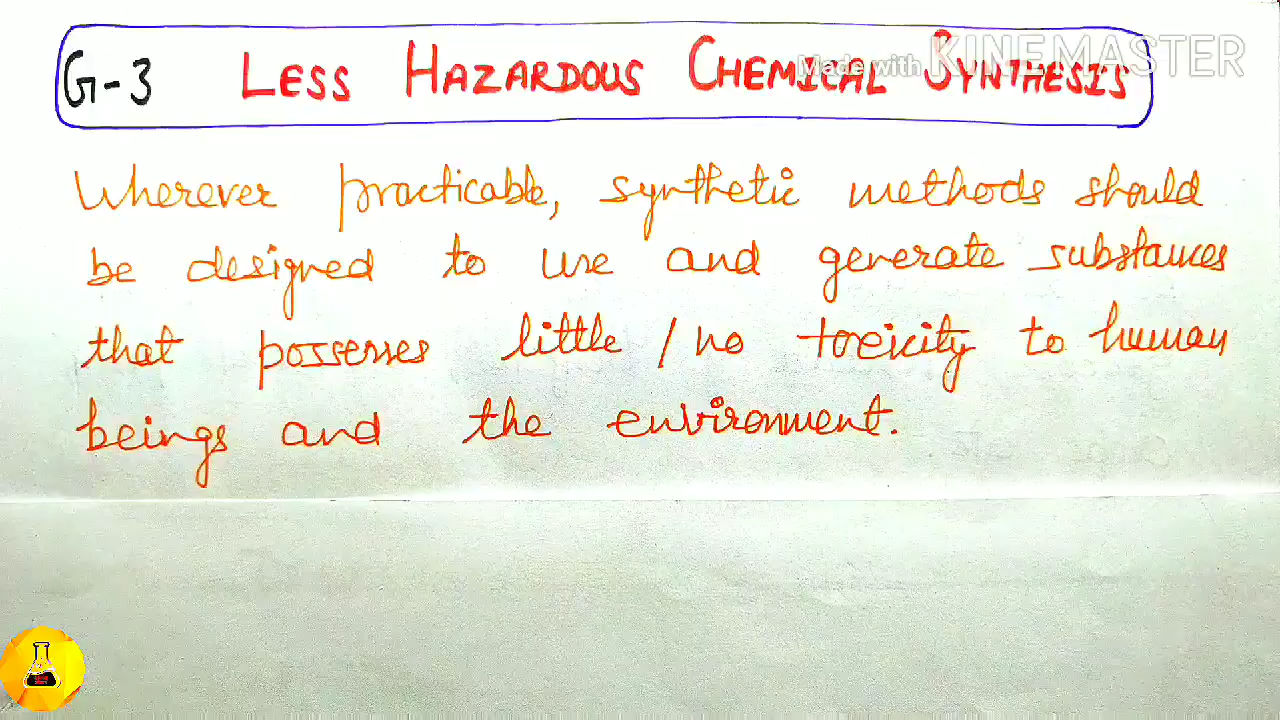 G-3 LESS HAZARDOUS CHEMICAL SYNTHESIS
Made with KINEMASTER
Wherever practicable, synthetic methods should
be designed to use and generate substances
that possesses little / no toxicity to human
beings and the environment.